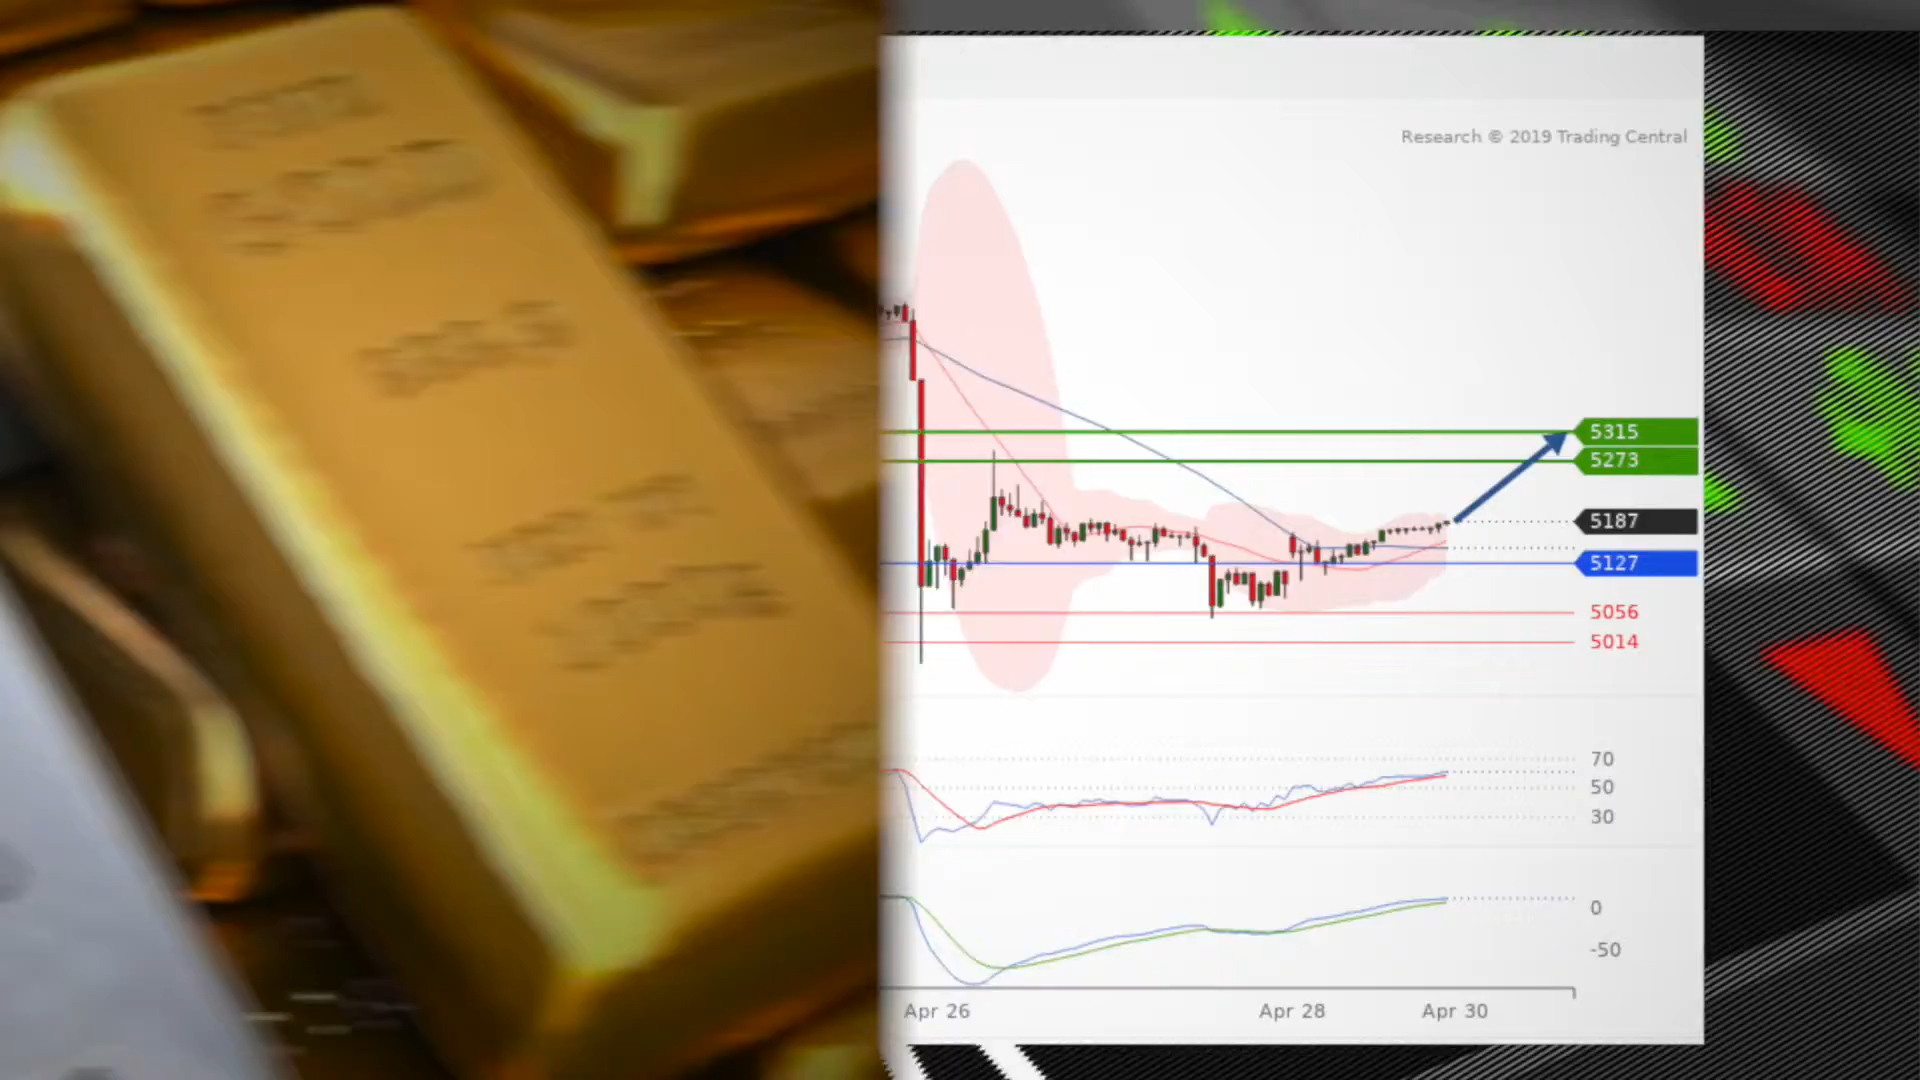 Research © 2019 Trading Central
5315
5273
5187
5127
5056
5014
70
50
30
0
-50
Apr 26
Apr 28
Apr 30